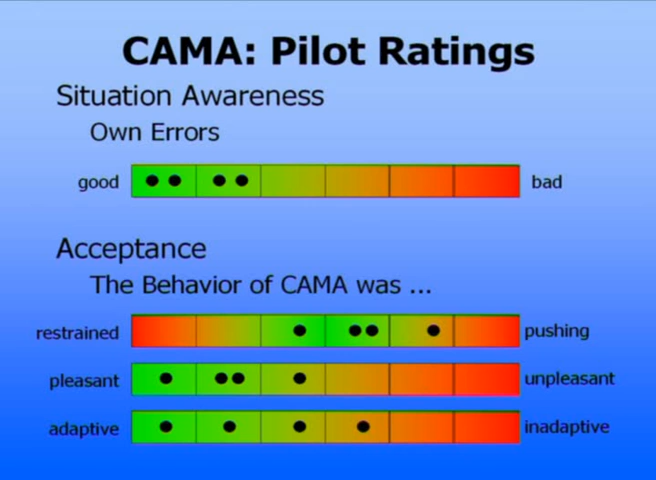 CAMA: Pilot Ratings
Situation Awareness
Own Errors
good bad
Acceptance
The Behavior of CAMA was ...
restrained pushing
pleasant unpleasant
adaptive inadaptive